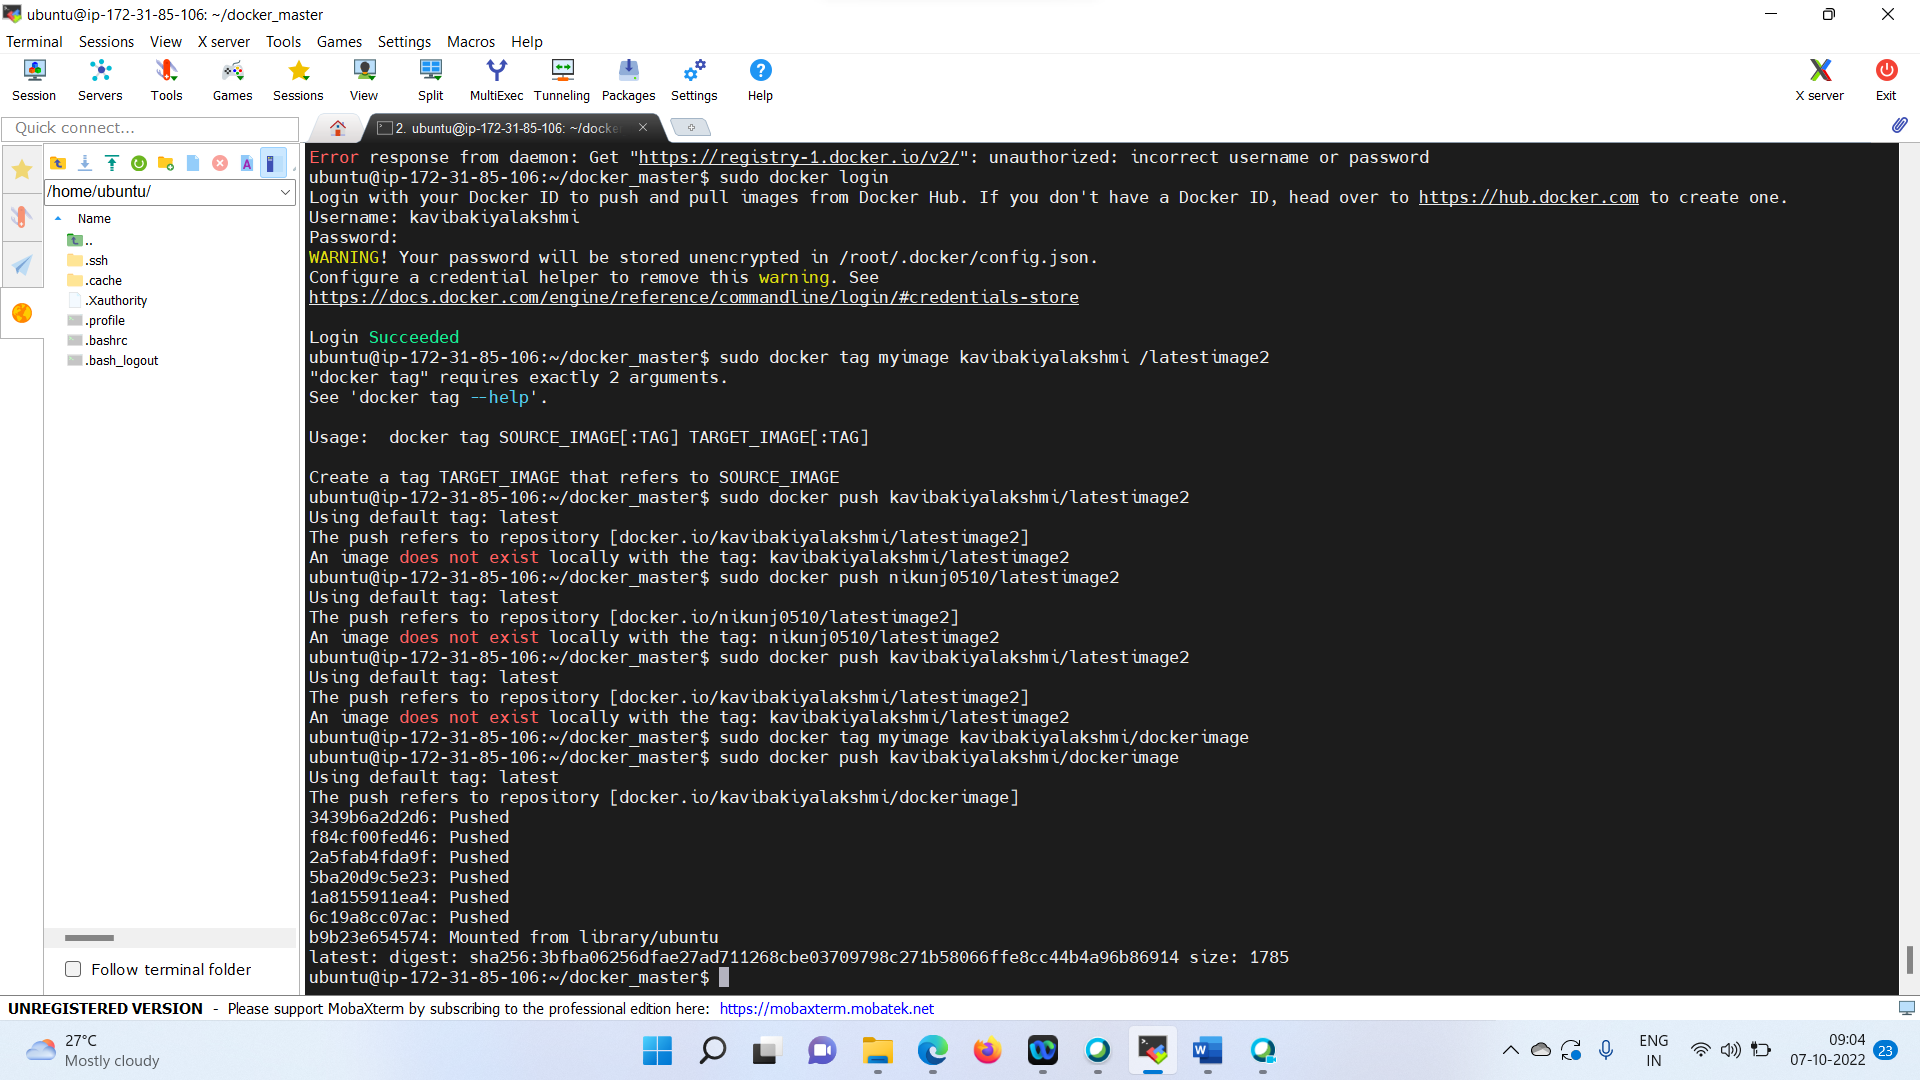 ubuntu@ip-172-31-85-106: ~/docker_master
Terminal Sessions View X server Tools Games Settings Macros Help
Session Servers Tools Games Sessions View Split MultiExec Tunneling Packages Settings Help X server Exit
Quick connect...
2. ubuntu@ip-172-31-85-106: ~/docke
/home/ubuntu/
Name
..
.ssh
.cache
.Xauthority
.profile
.bashrc
.bash_logout
Follow terminal folder
Error response from daemon: Get "https://registry-1.docker.io/v2/": unauthorized: incorrect username or password
ubuntu@ip-172-31-85-106:~/docker_master$ sudo docker login
Login with your Docker ID to push and pull images from Docker Hub. If you don't have a Docker ID, head over to https://hub.docker.com to create one.
Username: kavibakiyalakshmi
Password:
WARNING! Your password will be stored unencrypted in /root/.docker/config.json.
Configure a credential helper to remove this warning. See
https://docs.docker.com/engine/reference/commandline/login/#credentials-store
Login Succeeded
ubuntu@ip-172-31-85-106:~/docker_master$ sudo docker tag myimage kavibakiyalakshmi /latestimage2
"docker tag" requires exactly 2 arguments.
See 'docker tag --help'.
Usage:  docker tag SOURCE_IMAGE[:TAG] TARGET_IMAGE[:TAG]
Create a tag TARGET_IMAGE that refers to SOURCE_IMAGE
ubuntu@ip-172-31-85-106:~/docker_master$ sudo docker push kavibakiyalakshmi/latestimage2
Using default tag: latest
The push refers to repository [docker.io/kavibakiyalakshmi/latestimage2]
An image does not exist locally with the tag: kavibakiyalakshmi/latestimage2
ubuntu@ip-172-31-85-106:~/docker_master$ sudo docker push nikunj0510/latestimage2
Using default tag: latest
The push refers to repository [docker.io/nikunj0510/latestimage2]
An image does not exist locally with the tag: nikunj0510/latestimage2
ubuntu@ip-172-31-85-106:~/docker_master$ sudo docker push kavibakiyalakshmi/latestimage2
Using default tag: latest
The push refers to repository [docker.io/kavibakiyalakshmi/latestimage2]
An image does not exist locally with the tag: kavibakiyalakshmi/latestimage2
ubuntu@ip-172-31-85-106:~/docker_master$ sudo docker tag myimage kavibakiyalakshmi/dockerimage
ubuntu@ip-172-31-85-106:~/docker_master$ sudo docker push kavibakiyalakshmi/dockerimage
Using default tag: latest
The push refers to repository [docker.io/kavibakiyalakshmi/dockerimage]
3439b6a2d2d6: Pushed
f84cf00fed46: Pushed
2a5fab4fda9f: Pushed
5ba20d9c5e23: Pushed
1a8155911ea4: Pushed
6c19a8cc07ac: Pushed
b9b23e654574: Mounted from library/ubuntu
latest: digest: sha256:3bfba06256dfae27ad711268cbe03709798c271b58066ffe8cc44b4a96b86914 size: 1785
ubuntu@ip-172-31-85-106:~/docker_master$
UNREGISTERED VERSION - Please support MobaXterm by subscribing to the professional edition here: https://mobaxterm.mobatek.net
27°C
Mostly cloudy
ENG
IN
09:04
07-10-2022
23